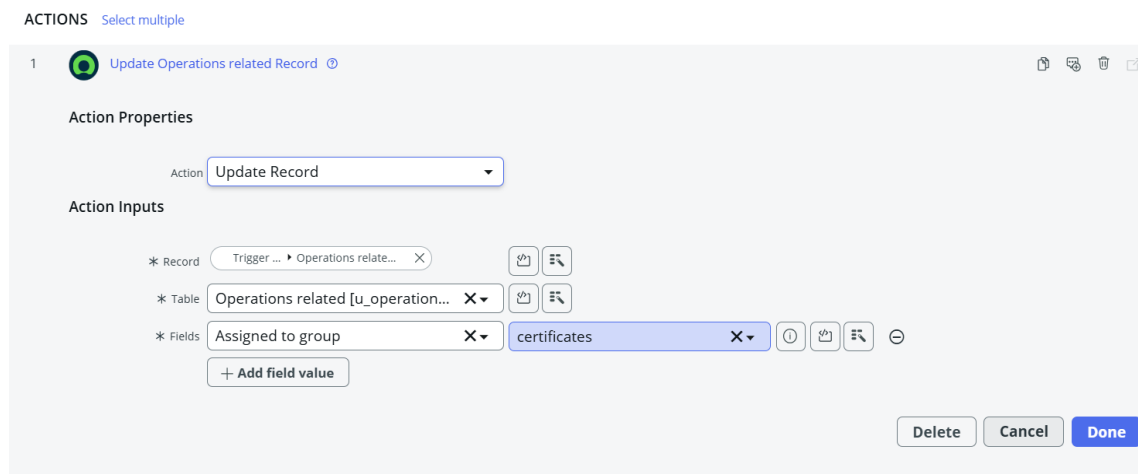 ACTIONS Select multiple
1 Update Operations related Record
Action Properties
Action Update Record
Action Inputs
* Record Trigger ... ▸ Operations relate...
* Table Operations related [u_operation...
* Fields Assigned to group certificates
+ Add field value
Delete Cancel Done